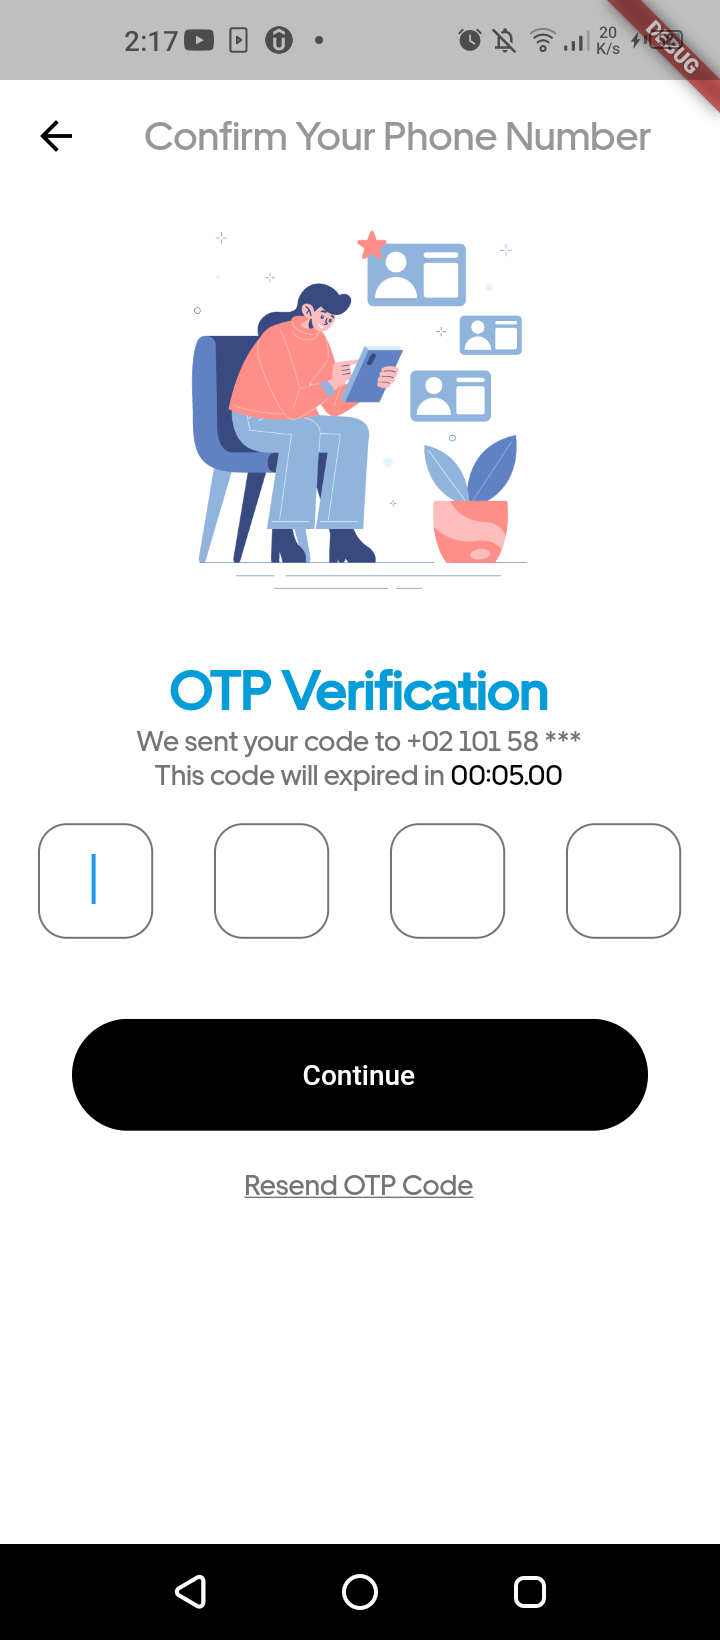 2:17
20
K/s
DEBUG
Confirm Your Phone Number
OTP Verification
We sent your code to +02 101 58 ***
This code will expired in 00:05.00
Continue
Resend OTP Code